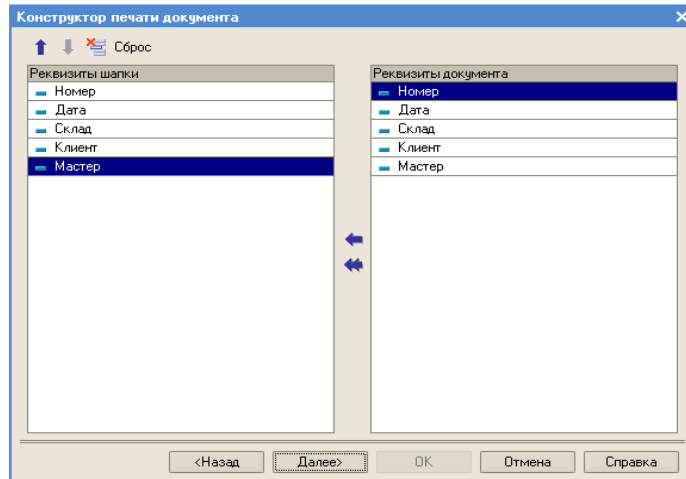 Конструктор печати документа
Сброс
Реквизиты шапки
Номер
Дата
Склад
Клиент
Мастер
Реквизиты документа
Номер
Дата
Склад
Клиент
Мастер
<Назад Далее> OK Отмена Справка